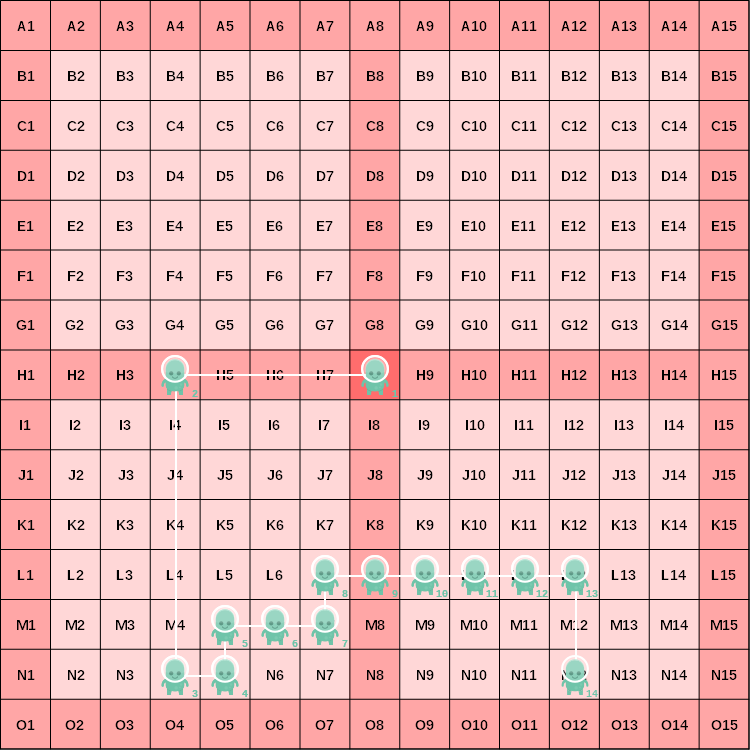 A1 A2 A3 A4 A5 A6 A7 A8 A9 A10 A11 A12 A13 A14 A15
B1 B2 B3 B4 B5 B6 B7 B8 B9 B10 B11 B12 B13 B14 B15
C1 C2 C3 C4 C5 C6 C7 C8 C9 C10 C11 C12 C13 C14 C15
D1 D2 D3 D4 D5 D6 D7 D8 D9 D10 D11 D12 D13 D14 D15
E1 E2 E3 E4 E5 E6 E7 E8 E9 E10 E11 E12 E13 E14 E15
F1 F2 F3 F4 F5 F6 F7 F8 F9 F10 F11 F12 F13 F14 F15
G1 G2 G3 G4 G5 G6 G7 G8 G9 G10 G11 G12 G13 G14 G15
H1 H2 H3 2 H5 H6 H7 1 H9 H10 H11 H12 H13 H14 H15
I1 I2 I3 I4 I5 I6 I7 I8 I9 I10 I11 I12 I13 I14 I15
J1 J2 J3 J4 J5 J6 J7 J8 J9 J10 J11 J12 J13 J14 J15
K1 K2 K3 K4 K5 K6 K7 K8 K9 K10 K11 K12 K13 K14 K15
L1 L2 L3 L4 L5 L6 8 9 10 11 12 13 L13 L14 L15
M1 M2 M3 M4 5 6 7 M8 M9 M10 M11 M12 M13 M14 M15
N1 N2 N3 3 4 N6 N7 N8 N9 N10 N11 14 N13 N14 N15
O1 O2 O3 O4 O5 O6 O7 O8 O9 O10 O11 O12 O13 O14 O15